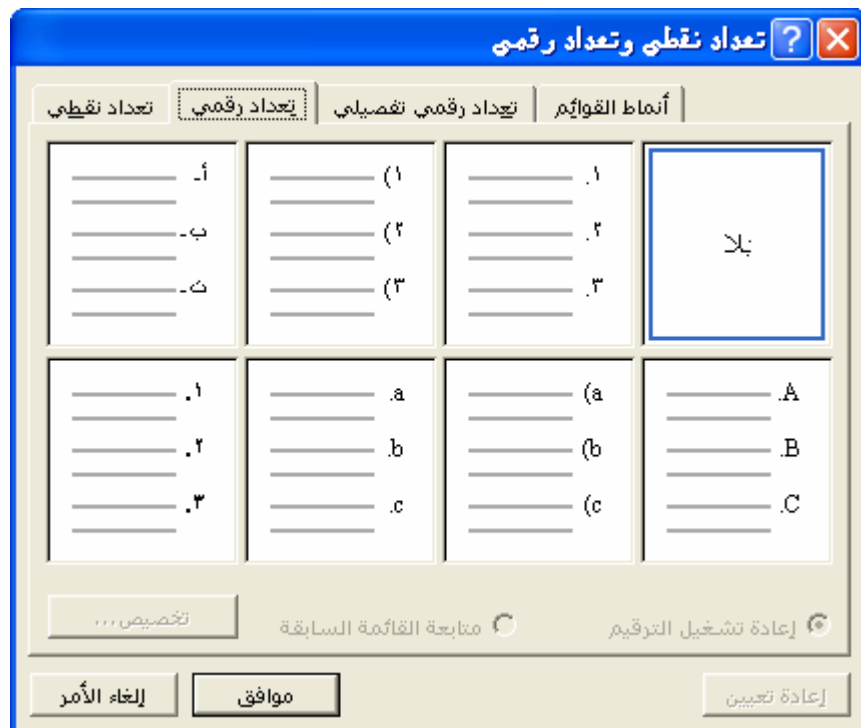 تعداد نقطي وتعداد رقمي
تعداد نقطي
تعداد رقمي
تعداد رقمي تفصيلي
أنماط القوائم
بلا
١.
٢.
٣.
١)
٢)
٣)
أ-
ب-
ت-
A.
B.
C.
a)
b)
c)
a.
b.
c.
١.
٢.
٣.
إعادة تشغيل الترقيم
متابعة القائمة السابقة
تخصيص...
إعادة تعيين
موافق
إلغاء الأمر